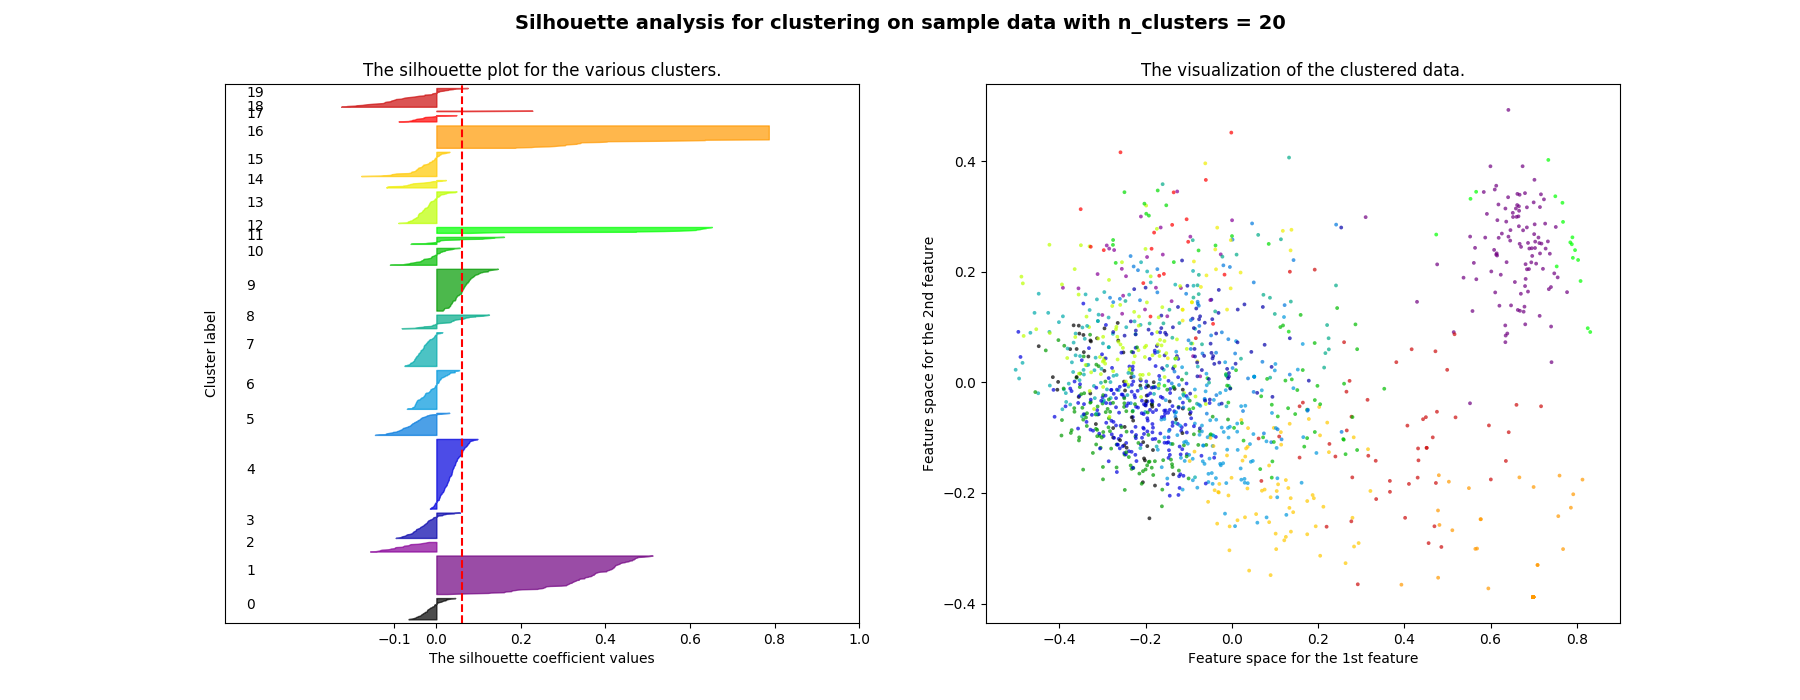 Silhouette analysis for clustering on sample data with n_clusters = 20
The silhouette plot for the various clusters.
19
18
17
16
15
14
13
12
11
10
9
8
7
6
5
4
3
2
1
0
Cluster label
−0.1 0.0 0.2 0.4 0.6 0.8 1.0
The silhouette coefficient values
The visualization of the clustered data.
0.4
0.2
0.0
−0.2
−0.4
Feature space for the 2nd feature
−0.4 −0.2 0.0 0.2 0.4 0.6 0.8
Feature space for the 1st feature